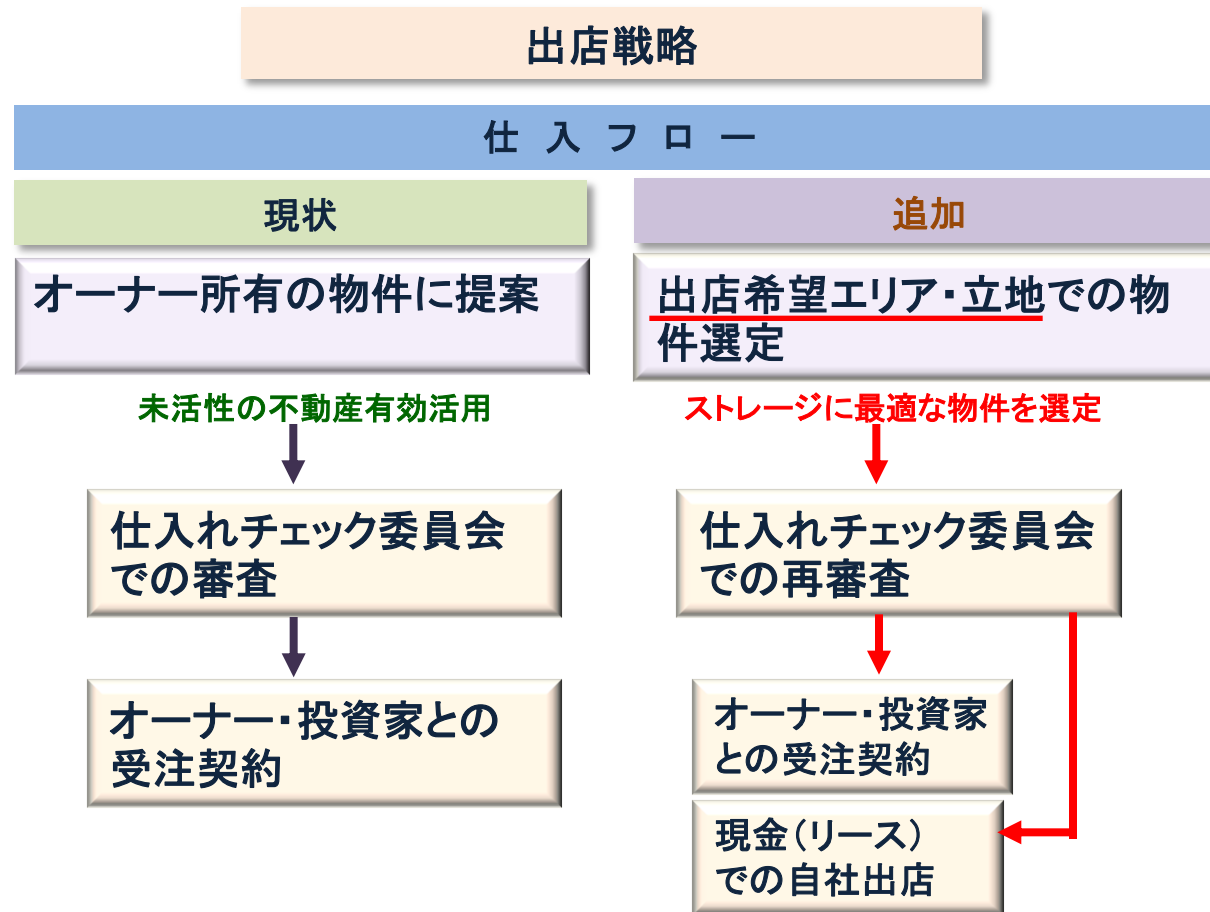 出店戦略
仕 入 フ ロ ー
現状
オーナー所有の物件に提案
未活性の不動産有効活用
仕入れチェック委員会
での審査
オーナー・投資家との
受注契約
追加
出店希望エリア・立地での物
件選定
ストレージに最適な物件を選定
仕入れチェック委員会
での再審査
オーナー・投資家
との受注契約
現金(リース)
での自社出店